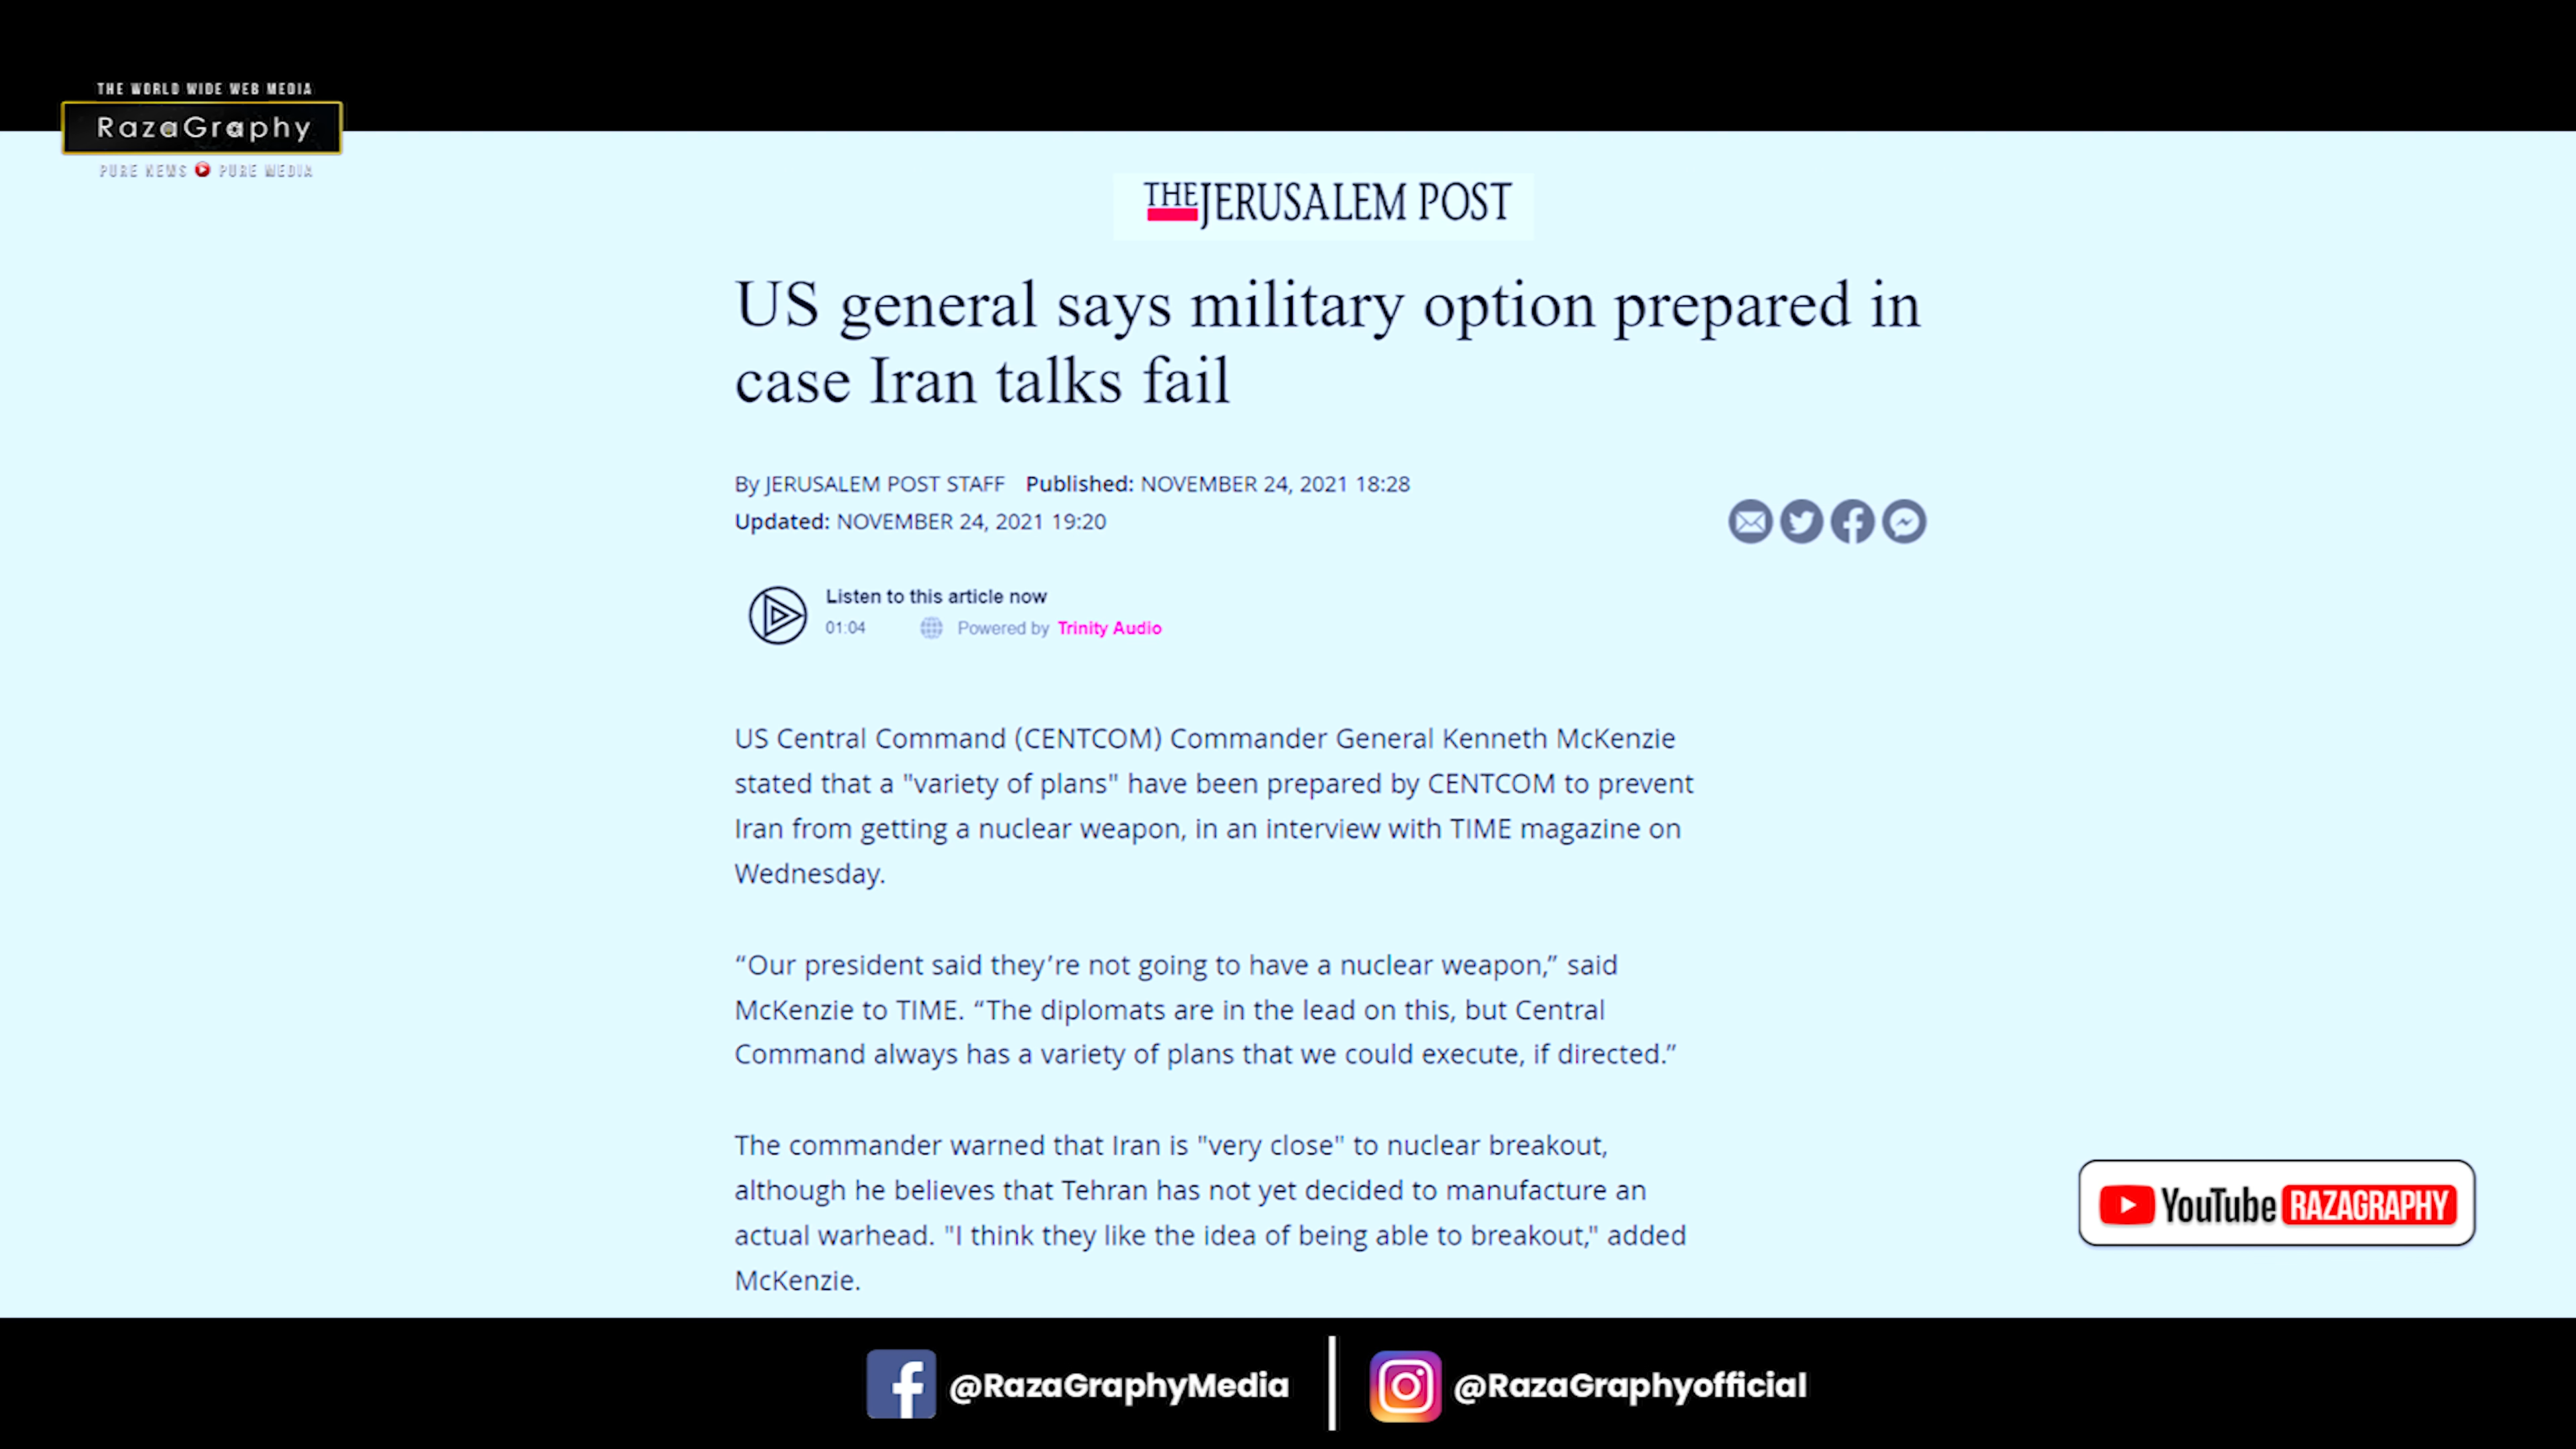 THE WORLD WIDE WEB MEDIA
RazaGraphy
PURE NEWS PURE MEDIA
THE JERUSALEM POST
US general says military option prepared in
case Iran talks fail
By JERUSALEM POST STAFF Published: NOVEMBER 24, 2021 18:28
Updated: NOVEMBER 24, 2021 19:20
Listen to this article now
01:04 Powered by Trinity Audio
US Central Command (CENTCOM) Commander General Kenneth McKenzie
stated that a "variety of plans" have been prepared by CENTCOM to prevent
Iran from getting a nuclear weapon, in an interview with TIME magazine on
Wednesday.
“Our president said they’re not going to have a nuclear weapon,” said
McKenzie to TIME. “The diplomats are in the lead on this, but Central
Command always has a variety of plans that we could execute, if directed.”
The commander warned that Iran is "very close" to nuclear breakout,
although he believes that Tehran has not yet decided to manufacture an
actual warhead. "I think they like the idea of being able to breakout," added
McKenzie.
YouTube RAZAGRAPHY
@RazaGraphyMedia
@RazaGraphyofficial